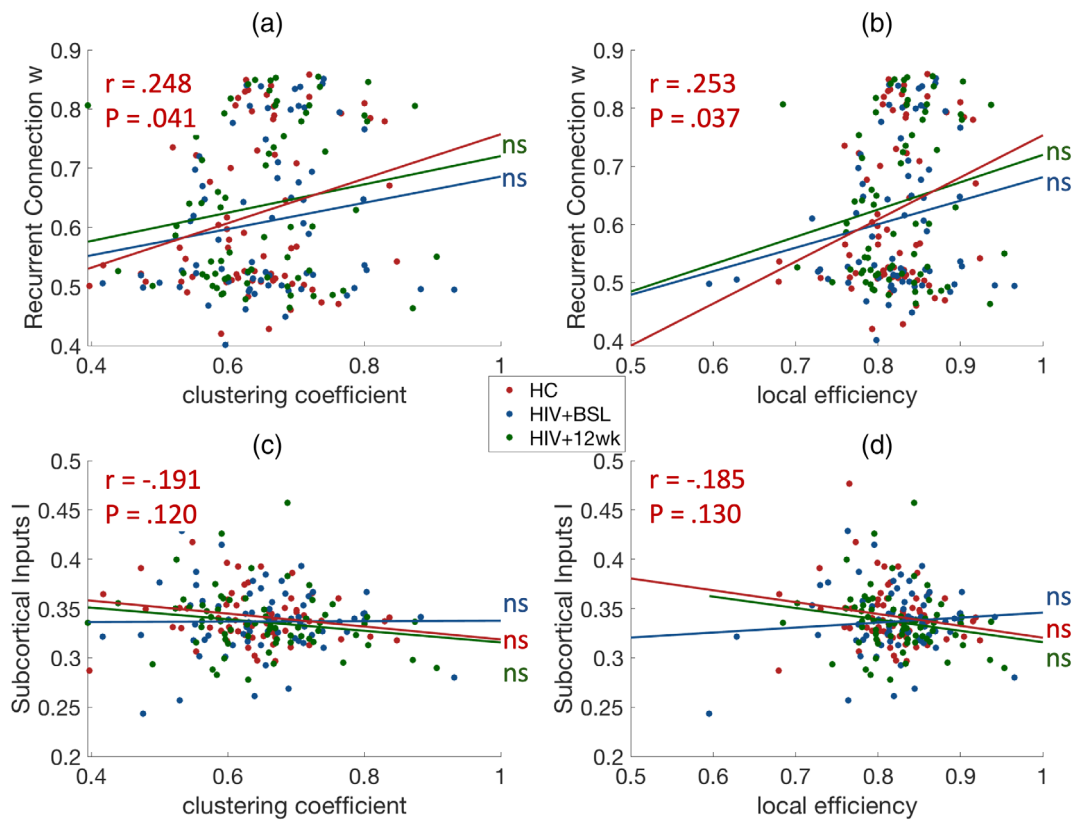 (a)
r = .248
P = .041
ns
ns
Recurrent Connection w
0.9
0.8
0.7
0.6
0.5
0.4
0.4
0.6
0.8
1
clustering coefficient
(b)
r = .253
P = .037
ns
ns
Recurrent Connection w
0.9
0.8
0.7
0.6
0.5
0.4
0.5
0.6
0.7
0.8
0.9
1
local efficiency
HC
HIV+BSL
HIV+12wk
(c)
r = -.191
P = .120
ns
ns
ns
Subcortical Inputs I
0.5
0.45
0.4
0.35
0.3
0.25
0.2
0.4
0.6
0.8
1
clustering coefficient
(d)
r = -.185
P = .130
ns
ns
ns
Subcortical Inputs I
0.5
0.45
0.4
0.35
0.3
0.25
0.2
0.5
0.6
0.7
0.8
0.9
1
local efficiency